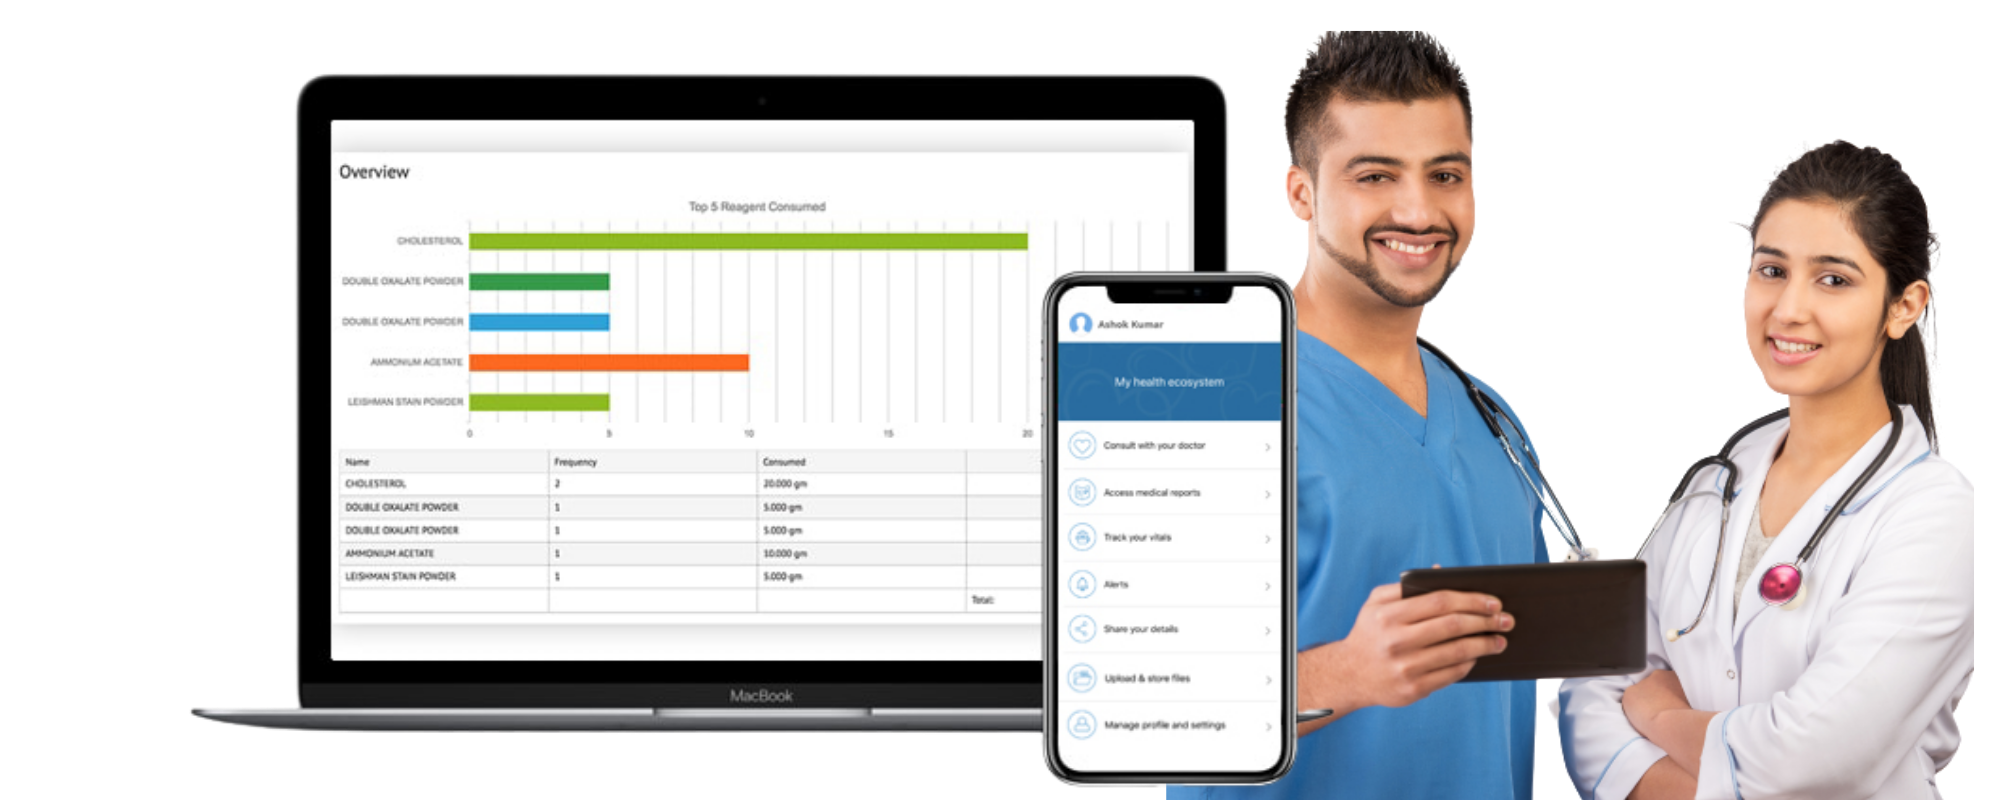 Overview
Top 5 Reagent Consumed
CHOLESTEROL
DOUBLE OXALATE POWDER
DOUBLE OXALATE POWDER
AMMONIUM ACETATE
LEISHMAN STAIN POWDER
0 5 10 15 20
Name Frequency Consumed
CHOLESTEROL 2 20.000 gm
DOUBLE OXALATE POWDER 1 5.000 gm
DOUBLE OXALATE POWDER 1 5.000 gm
AMMONIUM ACETATE 1 10.000 gm
LEISHMAN STAIN POWDER 1 5.000 gm
Total:
MacBook
Ashok Kumar
My health ecosystem
Consult with your doctor
Access medical reports
Track your vitals
Alerts
Share your details
Upload & store files
Manage profile and settings